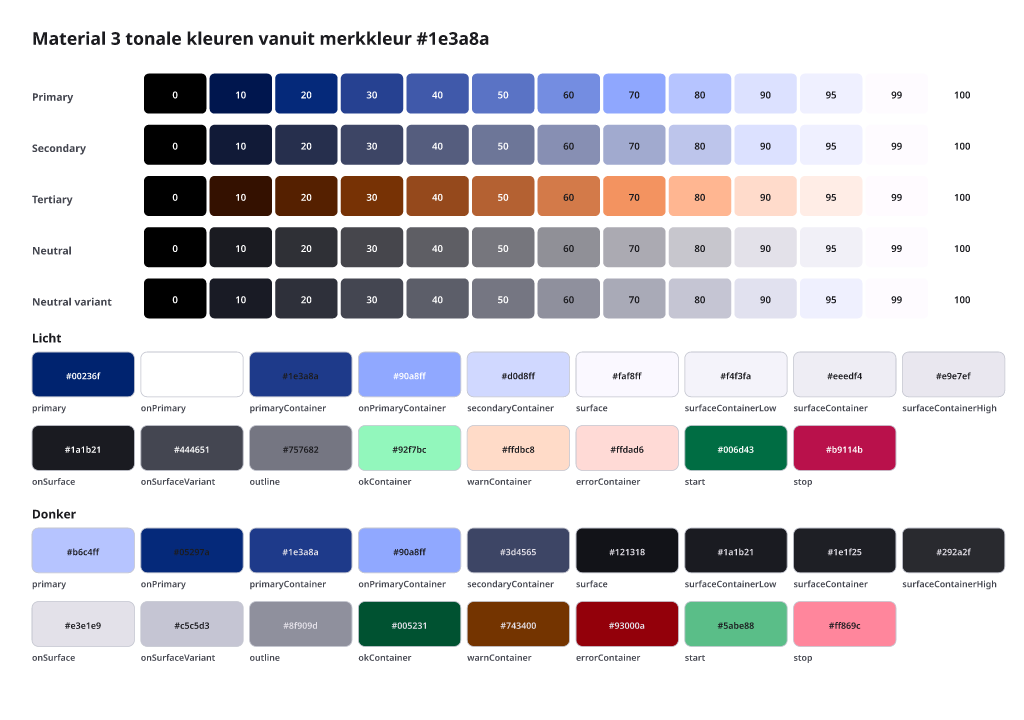 Material 3 tonale kleuren vanuit merkkleur #1e3a8a
Primary 0 10 20 30 40 50 60 70 80 90 95 99 100
Secondary 0 10 20 30 40 50 60 70 80 90 95 99 100
Tertiary 0 10 20 30 40 50 60 70 80 90 95 99 100
Neutral 0 10 20 30 40 50 60 70 80 90 95 99 100
Neutral variant 0 10 20 30 40 50 60 70 80 90 95 99 100
Licht
#00236f #1e3a8a #90a8ff #d0d8ff #faf8ff #f4f3fa #eeedf4 #e9e7ef
primary onPrimary primaryContainer onPrimaryContainer secondaryContainer surface surfaceContainerLow surfaceContainer surfaceContainerHigh
#1a1b21 #444651 #757682 #92f7bc #ffdbc8 #ffdad6 #006d43 #b9114b
onSurface onSurfaceVariant outline okContainer warnContainer errorContainer start stop
Donker
#b6c4ff #1e3a8a #90a8ff #3d4565 #121318 #1a1b21 #1e1f25 #292a2f
primary onPrimary primaryContainer onPrimaryContainer secondaryContainer surface surfaceContainerLow surfaceContainer surfaceContainerHigh
#e3e1e9 #c5c5d3 #8f909d #005231 #743400 #93000a #5abe88 #ff869c
onSurface onSurfaceVariant outline okContainer warnContainer errorContainer start stop